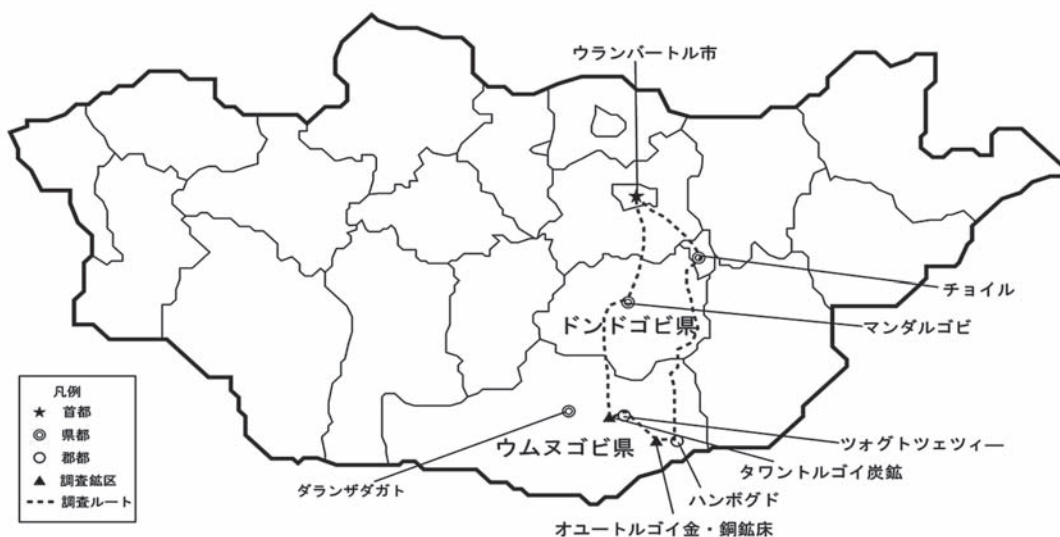 ウランバートル市
チョイル
マンダルゴビ
ドンドゴビ県
ウムヌゴビ県
ツォグトツェツィー
タワントルゴイ炭鉱
ダランザダガト
ハンボグド
オユートルゴイ金・銅鉱床
凡例
首都
県都
郡都
調査鉱区
調査ルート